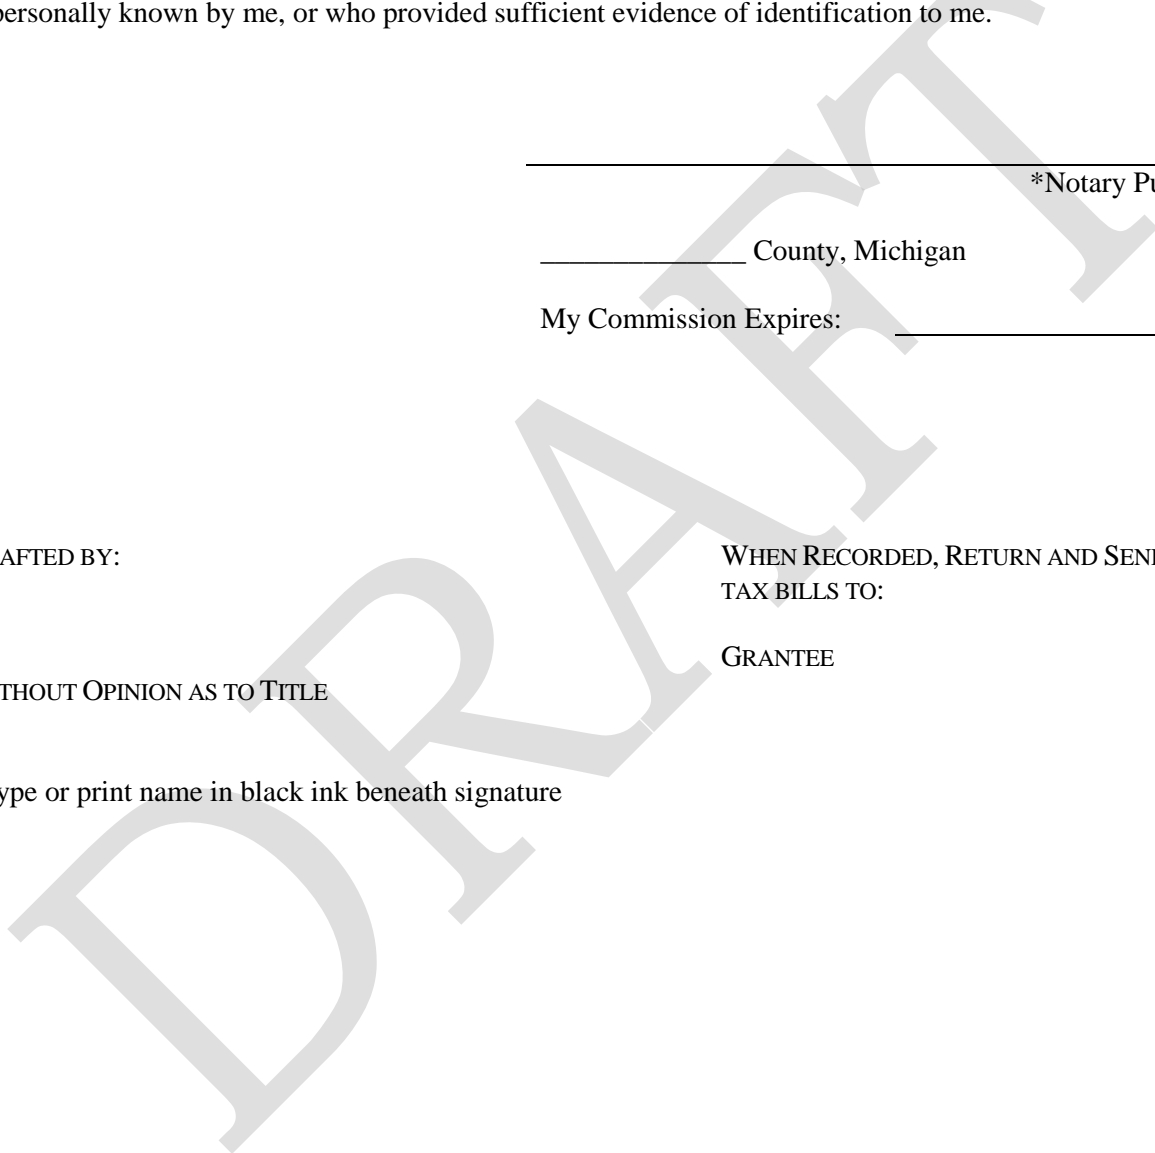 personally known by me, or who provided sufficient evidence of identification to me.
*Notary Pu
______________ County, Michigan
My Commission Expires:
AFTED BY:
WHEN RECORDED, RETURN AND SEND
TAX BILLS TO:
GRANTEE
THOUT OPINION AS TO TITLE
ype or print name in black ink beneath signature
DRAFT